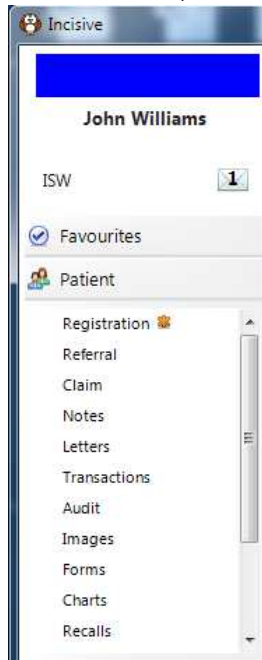 Incisive
John Williams
ISW 1
Favourites
Patient
Registration
Referral
Claim
Notes
Letters
Transactions
Audit
Images
Forms
Charts
Recalls